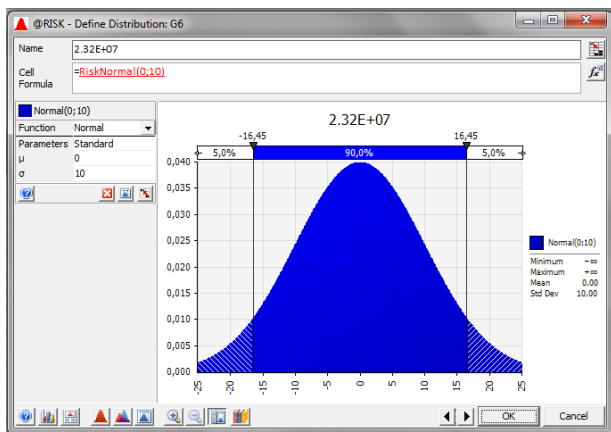 @RISK - Define Distribution: G6
Name
2.32E+07
Cell
Formula
=RiskNormal(0;10)
Normal(0;10)
Function Normal
Parameters Standard
μ 0
σ 10
2.32E+07
-16,45 16,45
5,0% 90,0% 5,0%
0,040
0,035
0,030
0,025
0,020
0,015
0,010
0,005
0,000
-25 -20 -15 -10 -5 0 5 10 15 20 25
Normal(0;10)
Minimum -∞
Maximum +∞
Mean 0.00
Std Dev 10.00
OK Cancel